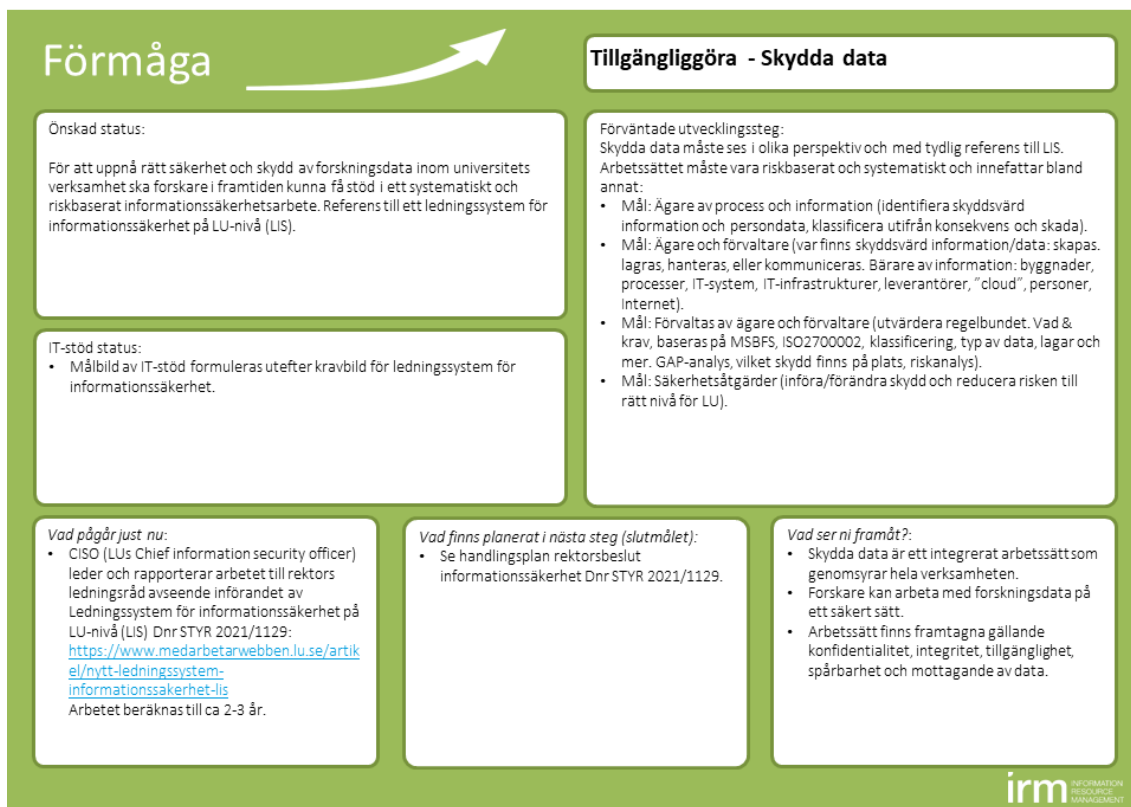 Förmåga
Tillgängliggöra - Skydda data
Önskad status:
För att uppnå rätt säkerhet och skydd av forskningsdata inom universitets
verksamhet ska forskare i framtiden kunna få stöd i ett systematiskt och
riskbaserat informationssäkerhetsarbete. Referens till ett ledningssystem för
informationssäkerhet på LU-nivå (LIS).
IT-stöd status:
• Målbild av IT-stöd formuleras utefter kravbild för ledningssystem för
informationssäkerhet.
Förväntade utvecklingssteg:
Skydda data måste ses i olika perspektiv och med tydlig referens till LIS.
Arbetssättet måste vara riskbaserat och systematiskt och innefattar bland
annat:
• Mål: Ägare av process och information (identifiera skyddsvärd
information och persondata, klassificera utifrån konsekvens och skada).
• Mål: Ägare och förvaltare (var finns skyddsvärd information/data: skapas.
lagras, hanteras, eller kommuniceras. Bärare av information: byggnader,
processer, IT-system, IT-infrastrukturer, leverantörer, ”cloud”, personer,
Internet).
• Mål: Förvaltas av ägare och förvaltare (utvärdera regelbundet. Vad &
krav, baseras på MSBFS, ISO2700002, klassificering, typ av data, lagar och
mer. GAP-analys, vilket skydd finns på plats, riskanalys).
• Mål: Säkerhetsåtgärder (införa/förändra skydd och reducera risken till
rätt nivå för LU).
Vad pågår just nu:
• CISO (LUs Chief information security officer)
leder och rapporterar arbetet till rektors
ledningsråd avseende införandet av
Ledningssystem för informationssäkerhet på
LU-nivå (LIS) Dnr STYR 2021/1129:
https://www.medarbetarwebben.lu.se/artik
el/nytt-ledningssystem-
informationssakerhet-lis
Arbetet beräknas till ca 2-3 år.
Vad finns planerat i nästa steg (slutmålet):
• Se handlingsplan rektorsbeslut
informationssäkerhet Dnr STYR 2021/1129.
Vad ser ni framåt?:
• Skydda data är ett integrerat arbetssätt som
genomsyrar hela verksamheten.
• Forskare kan arbeta med forskningsdata på
ett säkert sätt.
• Arbetssätt finns framtagna gällande
konfidentialitet, integritet, tillgänglighet,
spårbarhet och mottagande av data.
irm INFORMATION
RESOURCE
MANAGEMENT